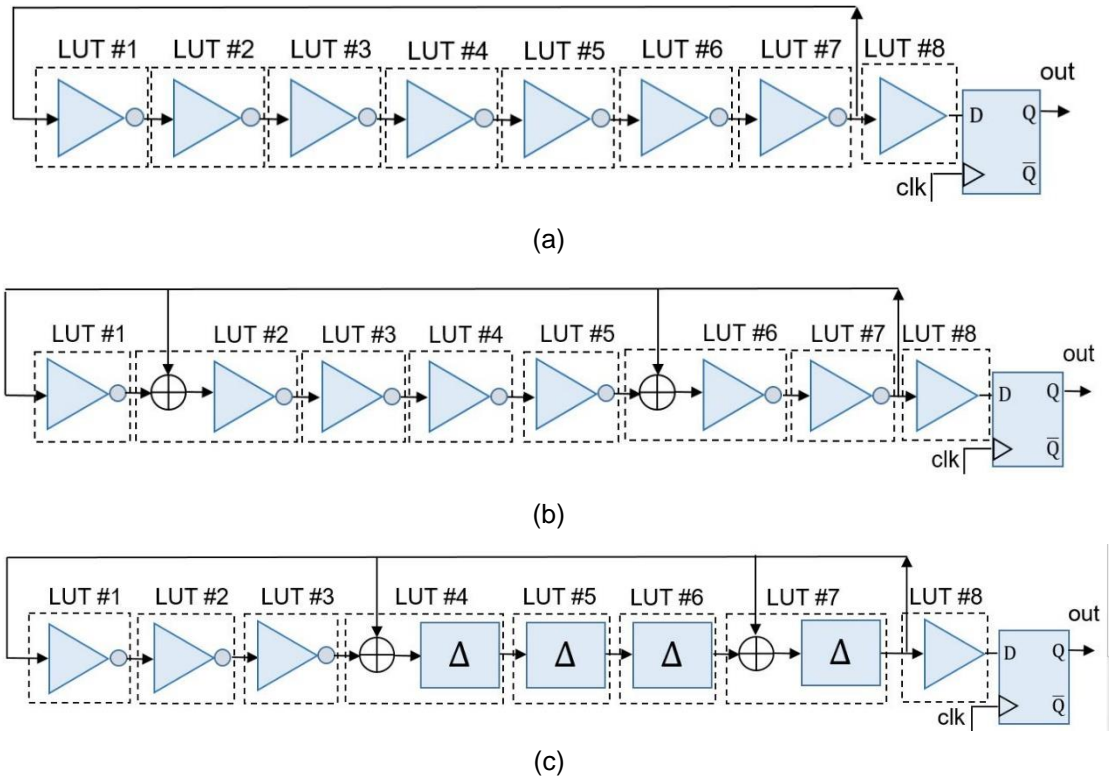 LUT #1 LUT #2 LUT #3 LUT #4 LUT #5 LUT #6 LUT #7 LUT #8
out
D Q
clk Q̅
(a)
LUT #1 LUT #2 LUT #3 LUT #4 LUT #5 LUT #6 LUT #7 LUT #8
out
D Q
clk Q̅
(b)
LUT #1 LUT #2 LUT #3 LUT #4 LUT #5 LUT #6 LUT #7 LUT #8
out
Δ Δ Δ Δ D Q
clk Q̅
(c)